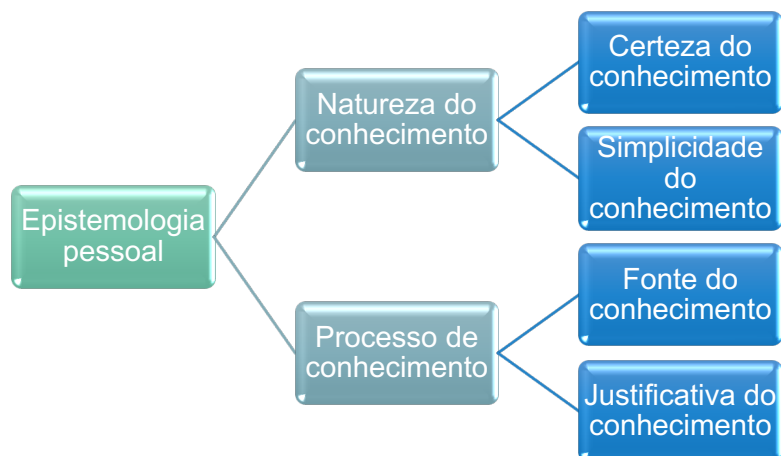 Epistemologia
pessoal
Natureza do
conhecimento
Certeza do
conhecimento
Simplicidade
do
conhecimento
Processo de
conhecimento
Fonte do
conhecimento
Justificativa do
conhecimento